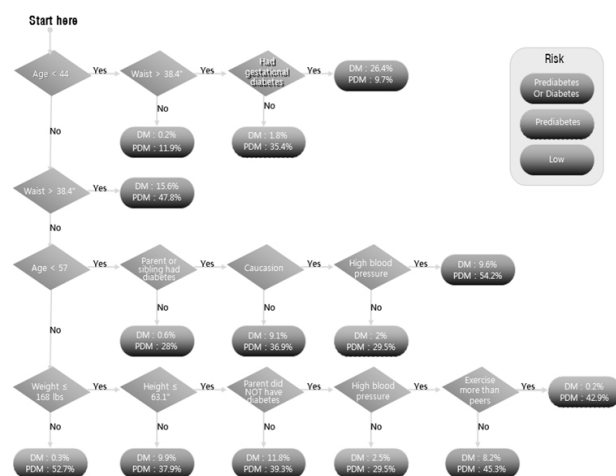 Start here
Age < 44
Yes
Waist > 38.4"
Yes
Had
gestational
diabetes
Yes
DM : 26.4%
PDM : 9.7%
No
No
No
DM : 0.2%
PDM : 11.9%
DM : 1.8%
PDM : 35.4%
Risk
Prediabetes
Or Diabetes
Prediabetes
Low
Waist > 38.4"
Yes
DM : 15.6%
PDM : 47.8%
No
Age < 57
Yes
Parent or
sibling had
diabetes
Yes
Caucasion
Yes
High blood
pressure
Yes
DM : 9.6%
PDM : 54.2%
No
No
No
No
DM : 0.6%
PDM : 28%
DM : 9.1%
PDM : 36.9%
DM : 2%
PDM : 29.5%
Weight ≤
168 lbs
Yes
Height ≤
63.1"
Yes
Parent did
NOT have
diabetes
Yes
High blood
pressure
Yes
Exercise
more than
peers
Yes
DM : 0.2%
PDM : 42.9%
No
No
No
No
No
DM : 0.3%
PDM : 52.7%
DM : 9.9%
PDM : 37.9%
DM : 11.8%
PDM : 39.3%
DM : 2.5%
PDM : 29.5%
DM : 8.2%
PDM : 45.3%